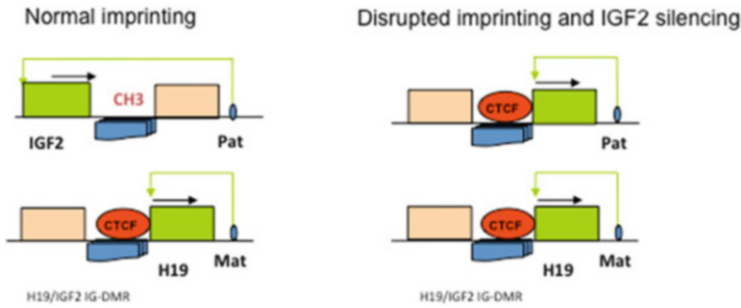 Normal imprinting
Disrupted imprinting and IGF2 silencing
CH3
IGF2
Pat
CTCF
H19
Mat
H19/IGF2 IG-DMR
CTCF
Pat
CTCF
H19
Mat
H19/IGF2 IG-DMR